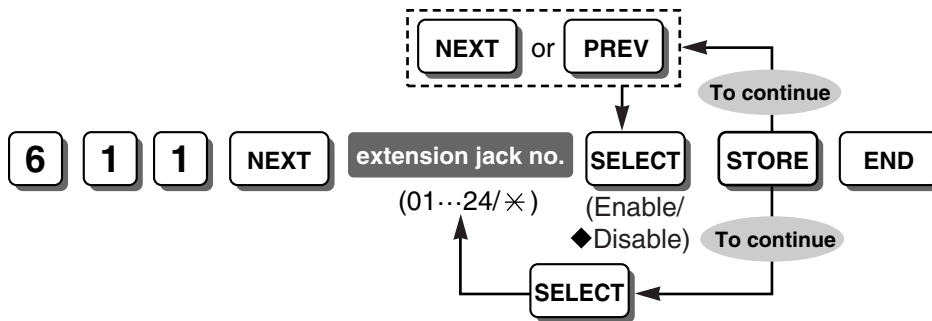 NEXT or PREV
To continue
6 1 1 NEXT extension jack no. SELECT STORE END
(01···24/✳) (Enable/
◆Disable) To continue
SELECT